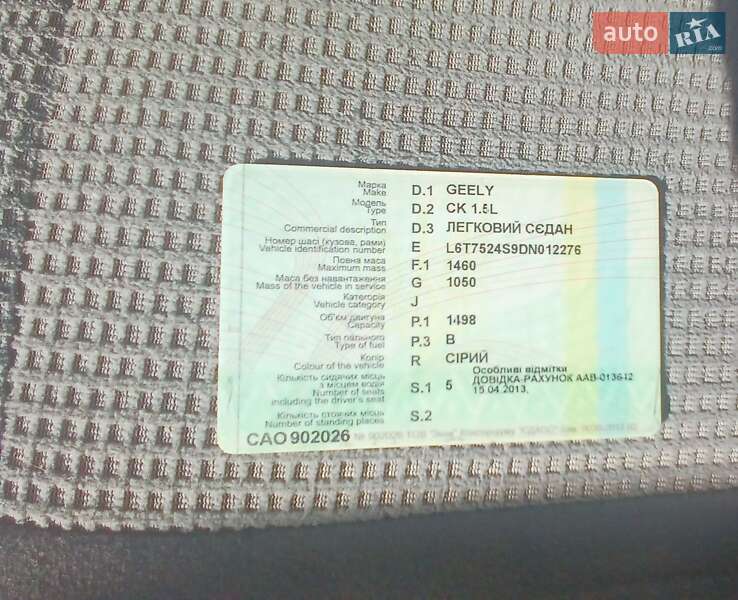 auto RIA .com
Марка D.1 GEELY
Make
Модель D.2 CK 1.5L
Type
Тип D.3 ЛЕГКОВИЙ СЕДАН
Commercial description
Номер шасі (кузова, рами) E L6T7524S9DN012276
Vehicle identification number
Повна маса F.1 1460
Maximum mass
Маса без навантаження G 1050
Mass of the vehicle in service
Категорія J
Vehicle category
Об'єм двигуна P.1 1498
Capacity
Тип пального P.3 B
Type of fuel
Колір R СІРИЙ
Colour of the vehicle
Особливі відмітки
Кількість сидячих місць S.1 5 ДОВІДКА-РАХУНОК ААВ-013642
з місцем водія 15.04.2013,
Number of seats
including the driver's seat
Кількість стоячих місць S.2
Number of standing places
САО 902026